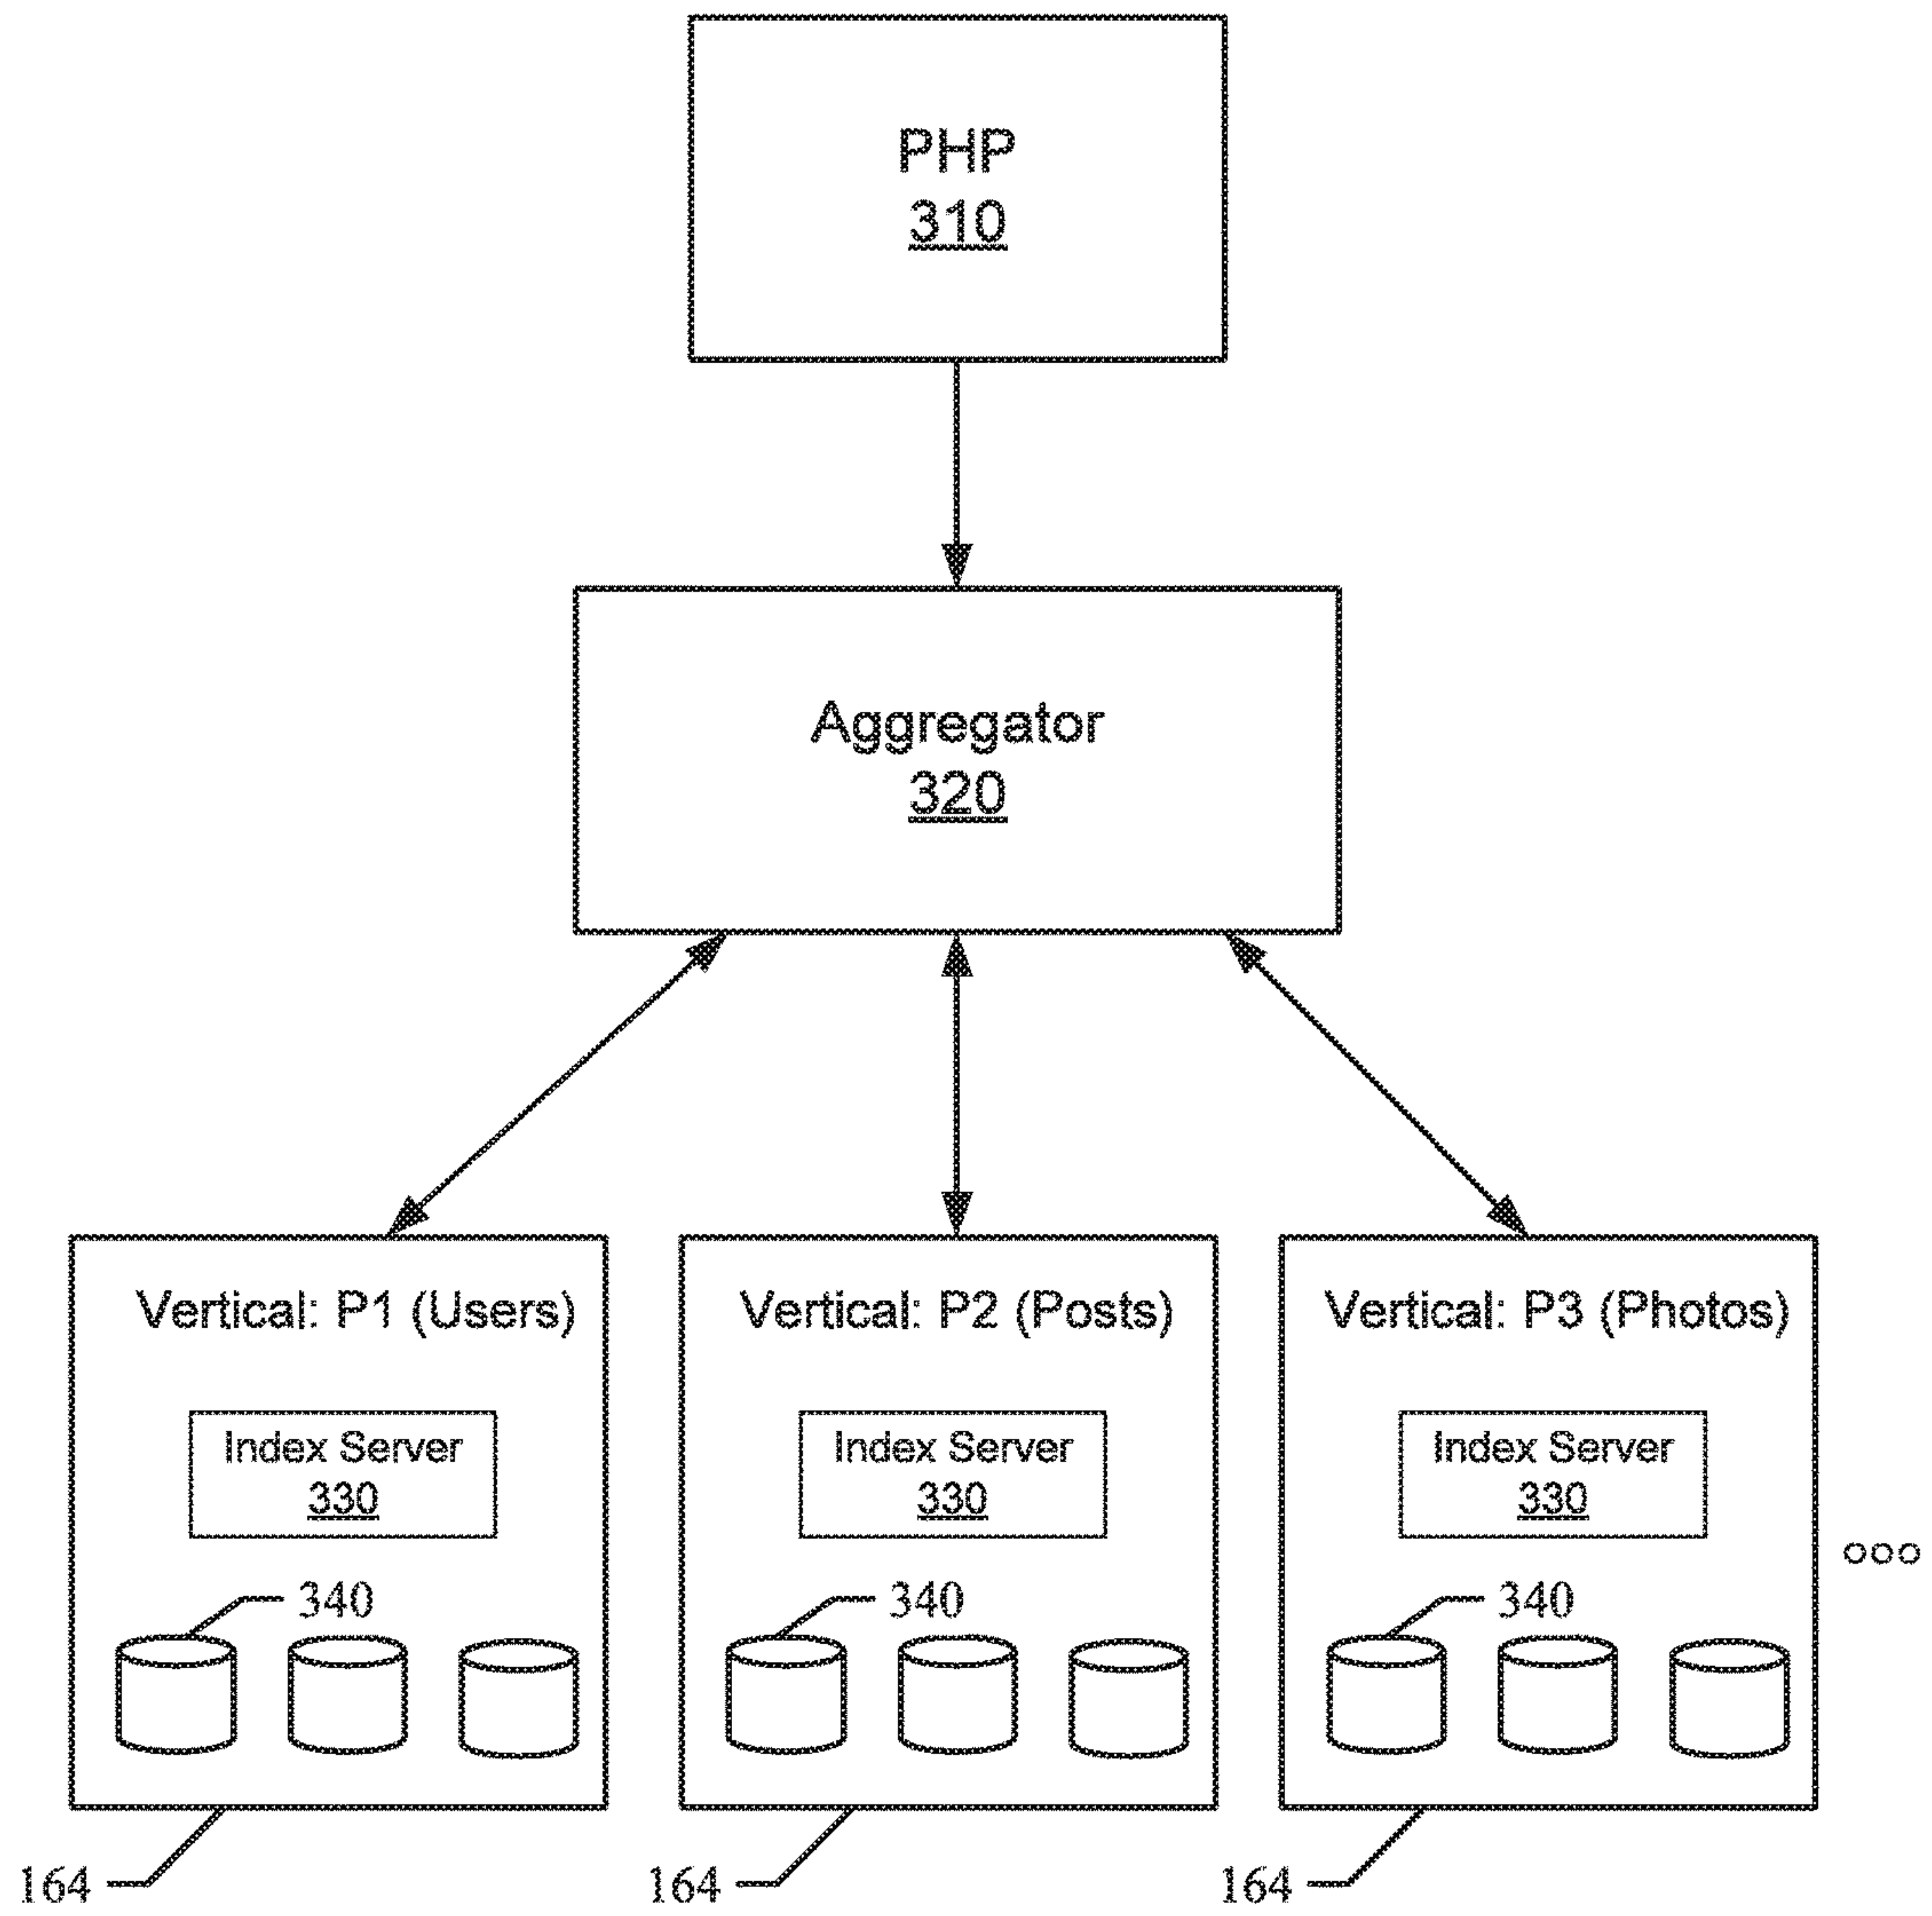 PHP
310
Aggregator
320
Vertical: P1 (Users)
Index Server
330
340
164
Vertical: P2 (Posts)
Index Server
330
340
164
Vertical: P3 (Photos)
Index Server
330
340
164